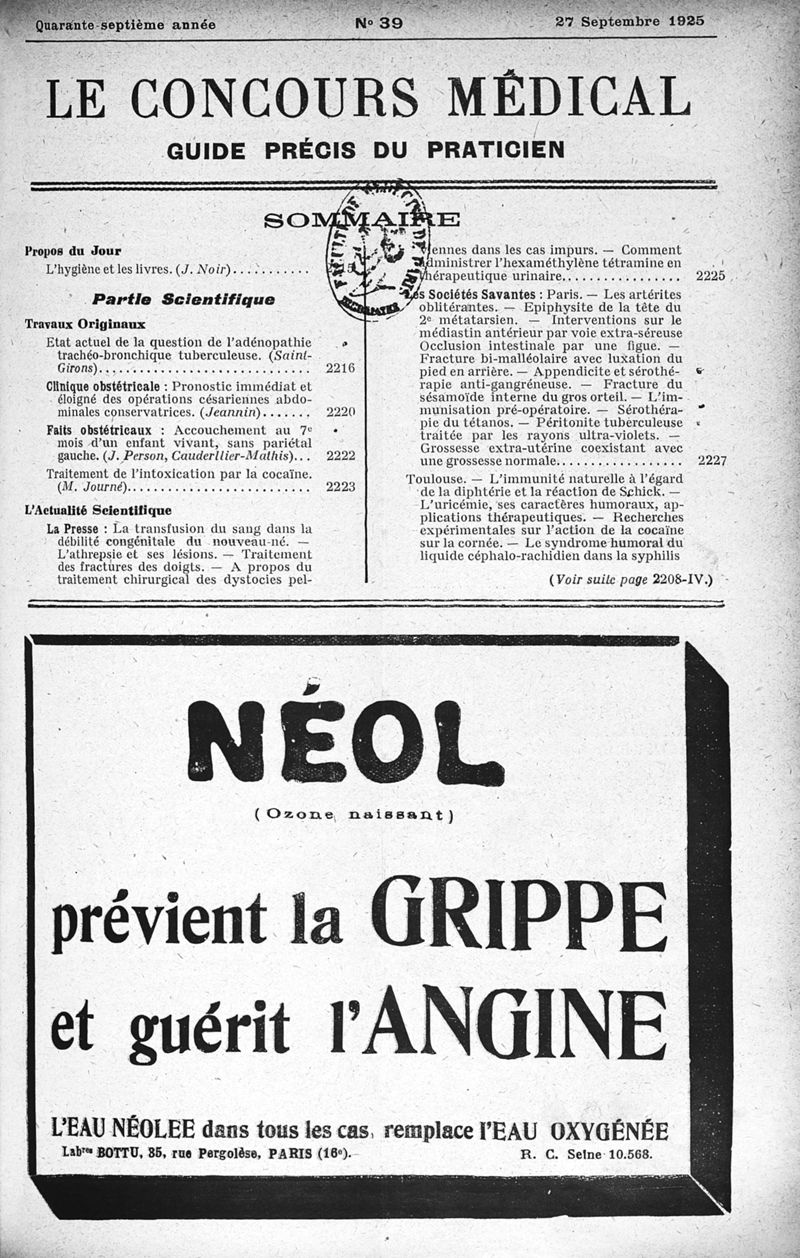 Quarante-septième année
N° 39
27 Septembre 1925
LE CONCOURS MÉDICAL
GUIDE PRÉCIS DU PRATICIEN
SOMMAIRE
Propos du Jour
L'hygiène et les livres. (J. Noir)...........
Partie Scientifique
Travaux Originaux
Etat actuel de la question de l'adénopathie
trachéo-bronchique tuberculeuse. (Saint-
Girons)............................ 2216
Clinique obstétricale : Pronostic immédiat et
éloigné des opérations césariennes abdo-
minales conservatrices. (Jeannin)....... 2220
Faits obstétricaux : Accouchement au 7e
mois d'un enfant vivant, sans pariétal
gauche. (J. Person, Cauderllier-Mathis)... 2222
Traitement de l'intoxication par la cocaïne.
(M. Journé)........................ 2223
L'Actualité Scientifique
La Presse : La transfusion du sang dans la
débilité congénitale du nouveau-né. —
L'athrepsie et ses lésions. — Traitement
des fractures des doigts. — A propos du
traitement chirurgical des dystocies pel-
viennes dans les cas impurs. — Comment
administrer l'hexaméthylène tétramine en
thérapeutique urinaire................ 2225
Les Sociétés Savantes : Paris. — Les artérites
oblitérantes. — Epiphysite de la tête du
2e métatarsien. — Interventions sur le
médiastin antérieur par voie extra-séreuse
Occlusion intestinale par une figue. —
Fracture bi-malléolaire avec luxation du
pied en arrière. — Appendicite et sérothé-
rapie anti-gangréneuse. — Fracture du
sésamoïde interne du gros orteil. — L'im-
munisation pré-opératoire. — Sérothéra-
pie du tétanos. — Péritonite tuberculeuse
traitée par les rayons ultra-violets. —
Grossesse extra-utérine coexistant avec
une grossesse normale................. 2227
Toulouse. — L'immunité naturelle à l'égard
de la diphtérie et la réaction de Schick. —
L'uricémie, ses caractères humoraux, ap-
plications thérapeutiques. — Recherches
expérimentales sur l'action de la cocaïne
sur la cornée. — Le syndrome humoral du
liquide céphalo-rachidien dans la syphilis
(Voir suite page 2208-IV.)
NÉOL
(Ozone naissant)
prévient la GRIPPE
et guérit l'ANGINE
L'EAU NÉOLEE dans tous les cas, remplace l'EAU OXYGÉNÉE
Labres BOTTU, 35, rue Pergolèse, PARIS (16e).
R. C. Seine 10.568.